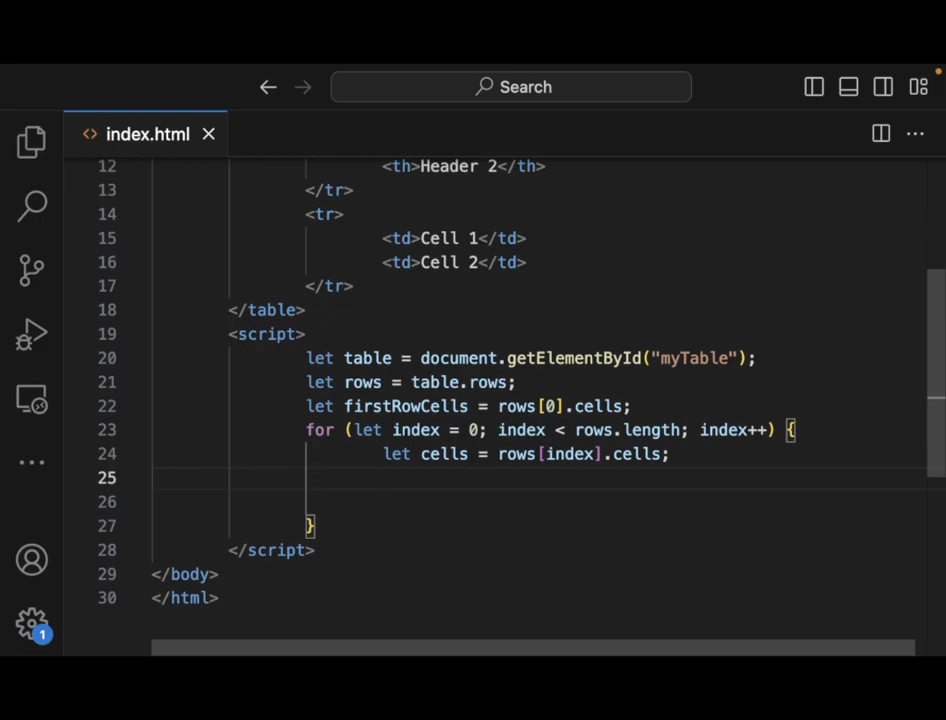 Search
index.html
12 <th>Header 2</th>
13 </tr>
14 <tr>
15 <td>Cell 1</td>
16 <td>Cell 2</td>
17 </tr>
18 </table>
19 <script>
20 let table = document.getElementById("myTable");
21 let rows = table.rows;
22 let firstRowCells = rows[0].cells;
23 for (let index = 0; index < rows.length; index++) {
24 let cells = rows[index].cells;
25
26
27 }
28 </script>
29 </body>
30 </html>
1